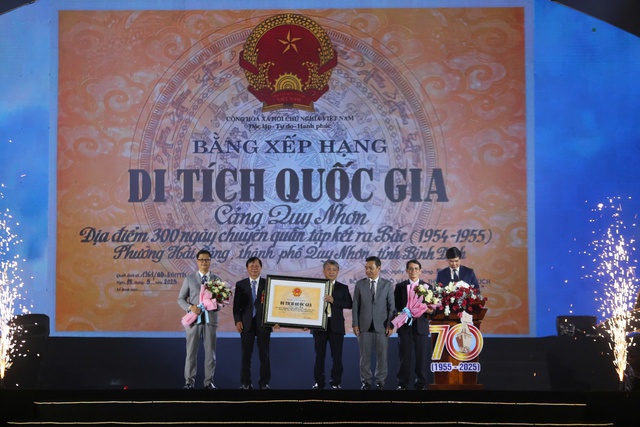 CỘNG HÒA XÃ HỘI CHỦ NGHĨA VIỆT NAM
Độc lập - Tự do - Hạnh phúc
BẰNG XẾP HẠNG
DI TÍCH QUỐC GIA
Cảng Quy Nhơn
Địa điểm 300 ngày chuyển quân tập kết ra Bắc (1954-1955)
Phường Hải Cảng, thành phố Quy Nhơn, tỉnh Bình Định
DI TÍCH QUỐC GIA
70
(1955-2025)